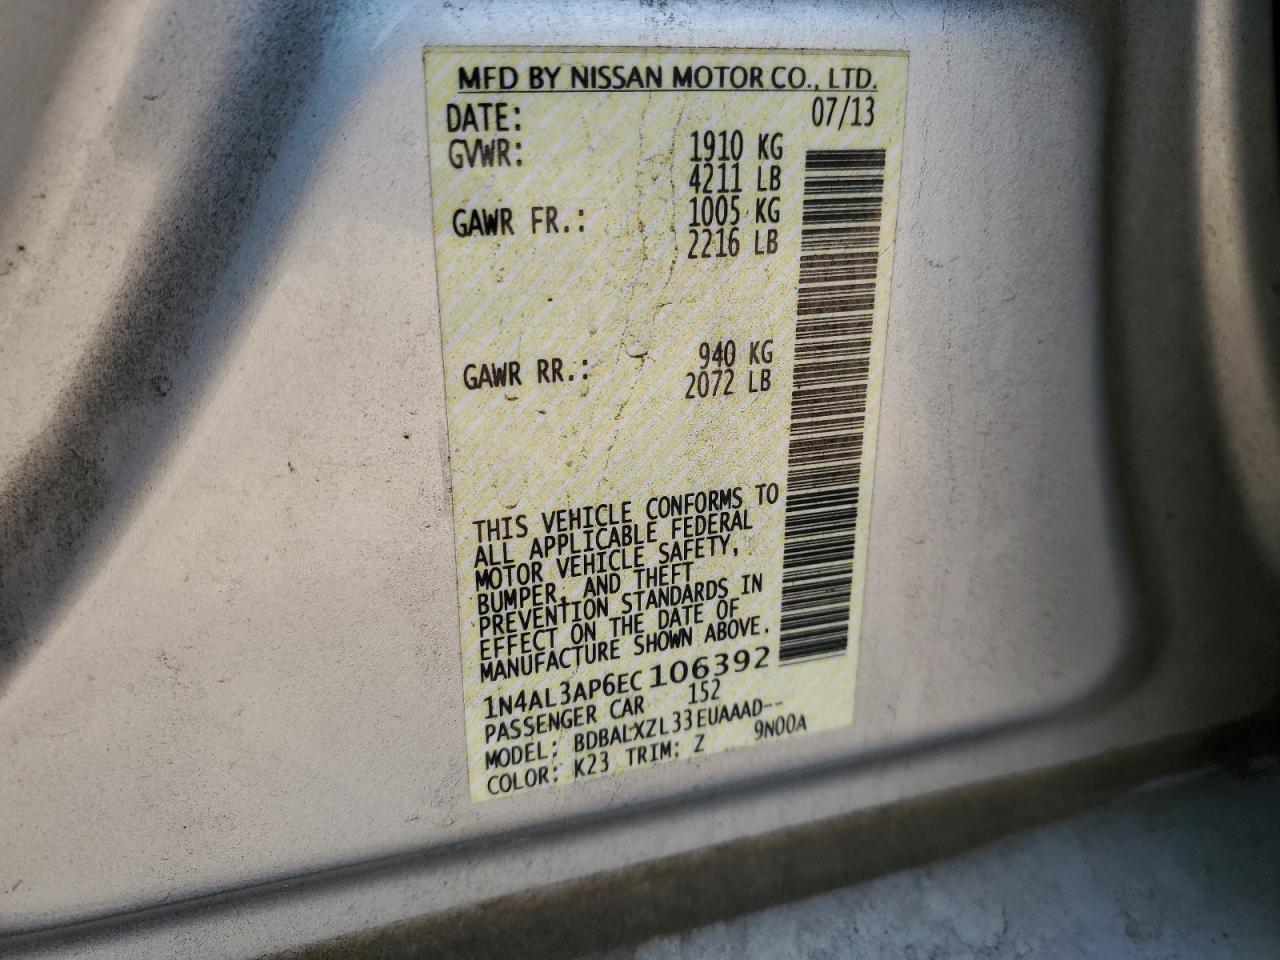 MFD BY NISSAN MOTOR CO., LTD.
DATE: 07/13
GVWR: 1910 KG
4211 LB
GAWR FR.: 1005 KG
2216 LB
GAWR RR.: 940 KG
2072 LB
THIS VEHICLE CONFORMS TO
ALL APPLICABLE FEDERAL
MOTOR VEHICLE SAFETY,
BUMPER, AND THEFT
PREVENTION STANDARDS IN
EFFECT ON THE DATE OF
MANUFACTURE SHOWN ABOVE.
1N4AL3AP6EC106392
PASSENGER CAR 152
MODEL: BDBALXZL33EUAAAD--
COLOR: K23 TRIM: Z 9N00A